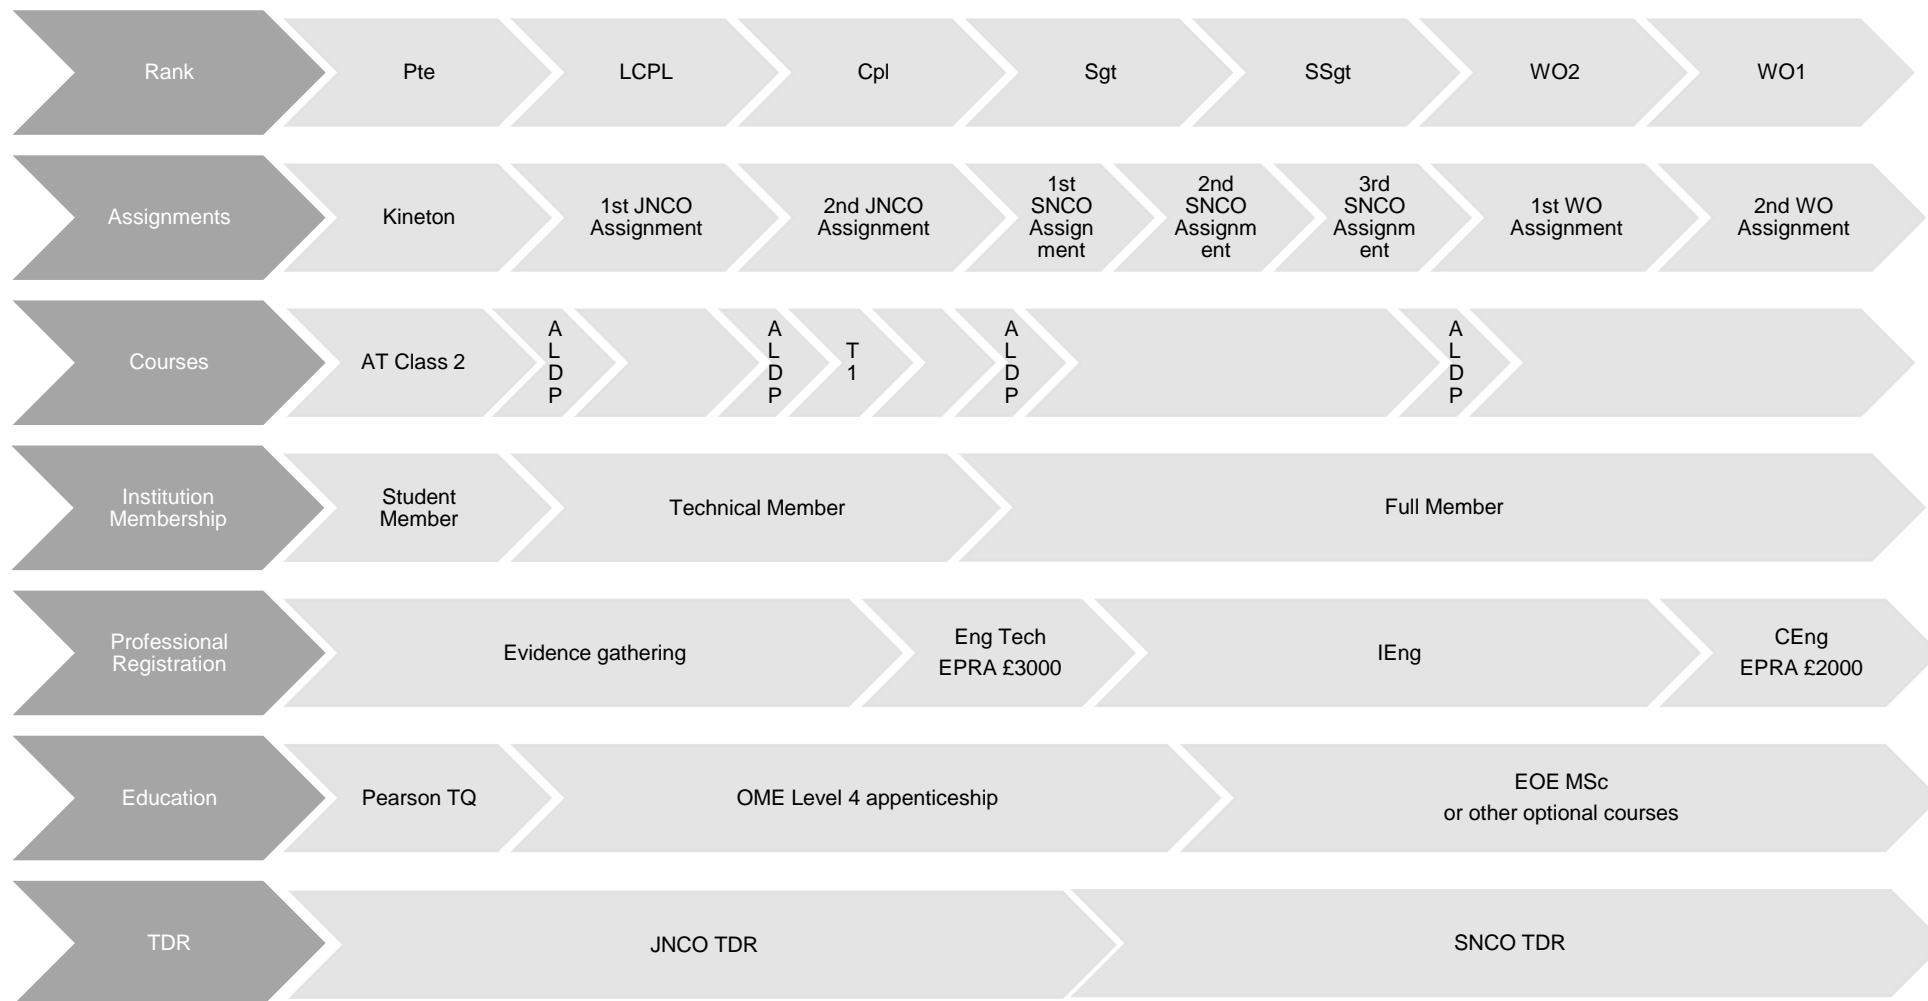 Rank
Pte
LCPL
Cpl
Sgt
SSgt
WO2
WO1
Assignments
Kineton
1st JNCO
Assignment
2nd JNCO
Assignment
1st
SNCO
Assign
ment
2nd
SNCO
Assignm
ent
3rd
SNCO
Assignm
ent
1st WO
Assignment
2nd WO
Assignment
Courses
AT Class 2
A
L
D
P
A
L
D
P
T
1
A
L
D
P
A
L
D
P
Institution
Membership
Student
Member
Technical Member
Full Member
Professional
Registration
Evidence gathering
Eng Tech
EPRA £3000
IEng
CEng
EPRA £2000
Education
Pearson TQ
OME Level 4 appenticeship
EOE MSc
or other optional courses
TDR
JNCO TDR
SNCO TDR